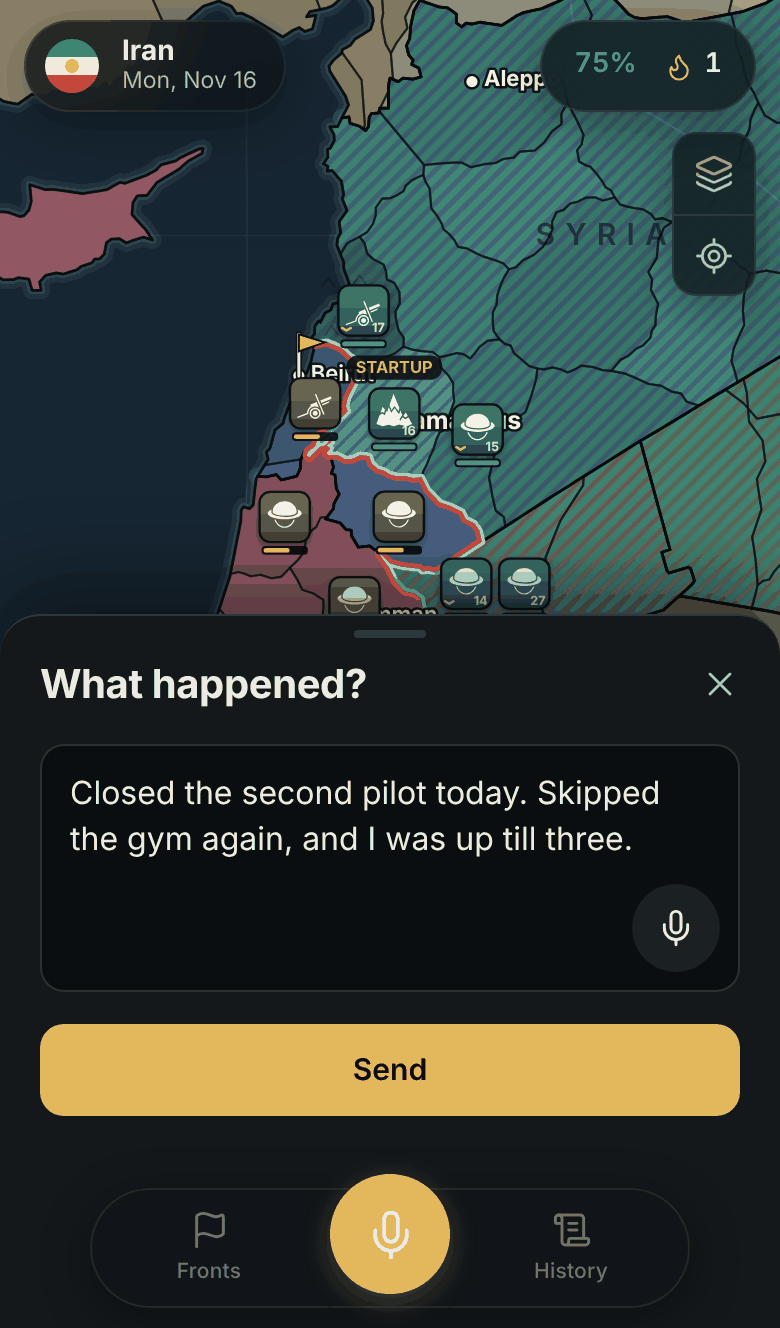 Iran
Mon, Nov 16
75%
1
SYRIA
17
STARTUP
16
15
14
27
What happened?
Closed the second pilot today. Skipped
the gym again, and I was up till three.
Send
Fronts
History